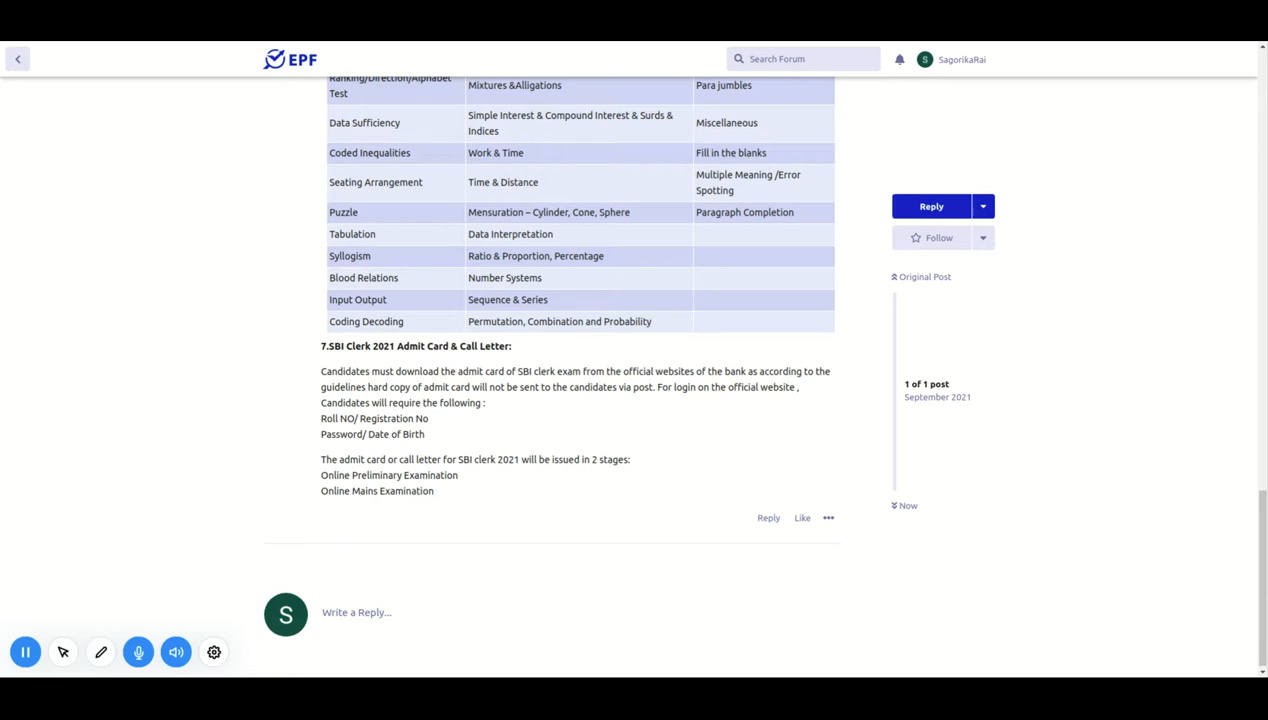 EPF
Search Forum
SagorikaRai
Ranking/Direction/Alphabet
Test
Mixtures &Alligations
Para jumbles
Data Sufficiency
Simple Interest & Compound Interest & Surds &
Indices
Miscellaneous
Coded Inequalities
Work & Time
Fill in the blanks
Seating Arrangement
Time & Distance
Multiple Meaning /Error
Spotting
Puzzle
Mensuration – Cylinder, Cone, Sphere
Paragraph Completion
Tabulation
Data Interpretation
Syllogism
Ratio & Proportion, Percentage
Blood Relations
Number Systems
Input Output
Sequence & Series
Coding Decoding
Permutation, Combination and Probability
7.SBI Clerk 2021 Admit Card & Call Letter:
Candidates must download the admit card of SBI clerk exam from the official websites of the bank as according to the
guidelines hard copy of admit card will not be sent to the candidates via post. For login on the official website ,
Candidates will require the following :
Roll NO/ Registration No
Password/ Date of Birth
The admit card or call letter for SBI clerk 2021 will be issued in 2 stages:
Online Preliminary Examination
Online Mains Examination
Reply
Like
Reply
Follow
Original Post
1 of 1 post
September 2021
Now
S
S
Write a Reply...